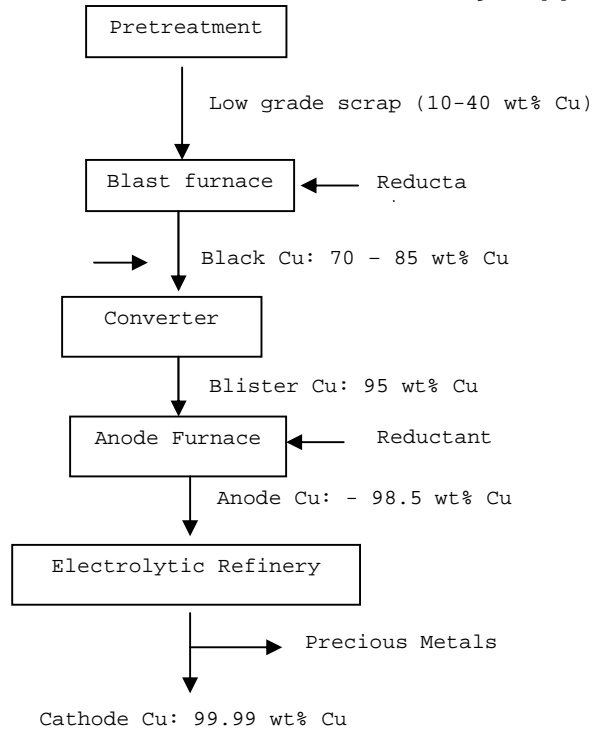 Pretreatment
Low grade scrap (10-40 wt% Cu)
Blast furnace
Reducta
Black Cu: 70 – 85 wt% Cu
Converter
Blister Cu: 95 wt% Cu
Anode Furnace
Reductant
Anode Cu: - 98.5 wt% Cu
Electrolytic Refinery
Precious Metals
Cathode Cu: 99.99 wt% Cu